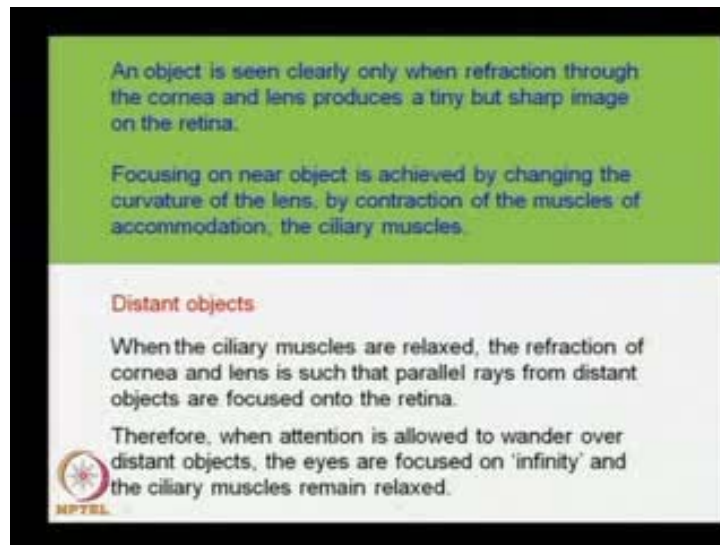 An object is seen clearly only when refraction through
the cornea and lens produces a tiny but sharp image
on the retina.
Focusing on near object is achieved by changing the
curvature of the lens, by contraction of the muscles of
accommodation, the ciliary muscles.
Distant objects
When the ciliary muscles are relaxed, the refraction of
cornea and lens is such that parallel rays from distant
objects are focused onto the retina.
Therefore, when attention is allowed to wander over
distant objects, the eyes are focused on 'infinity' and
the ciliary muscles remain relaxed.
NPTEL